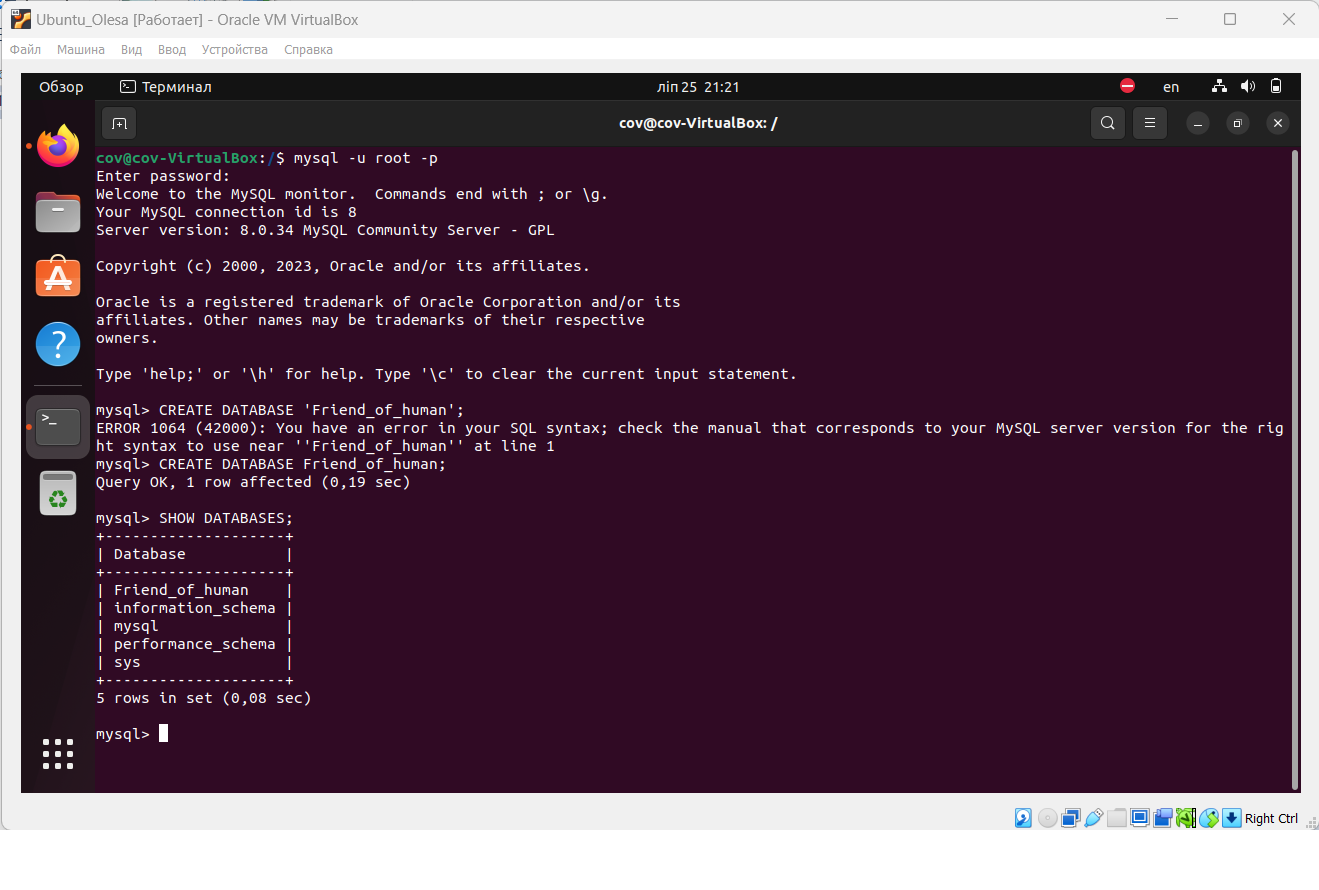 Ubuntu_Olesa [Работает] - Oracle VM VirtualBox
Файл Машина Вид Ввод Устройства Справка
Обзор Терминал ліп 25 21:21 en
cov@cov-VirtualBox: /
cov@cov-VirtualBox:/$ mysql -u root -p
Enter password:
Welcome to the MySQL monitor.  Commands end with ; or \g.
Your MySQL connection id is 8
Server version: 8.0.34 MySQL Community Server - GPL
Copyright (c) 2000, 2023, Oracle and/or its affiliates.
Oracle is a registered trademark of Oracle Corporation and/or its
affiliates. Other names may be trademarks of their respective
owners.
Type 'help;' or '\h' for help. Type '\c' to clear the current input statement.
mysql> CREATE DATABASE 'Friend_of_human';
ERROR 1064 (42000): You have an error in your SQL syntax; check the manual that corresponds to your MySQL server version for the rig
ht syntax to use near ''Friend_of_human'' at line 1
mysql> CREATE DATABASE Friend_of_human;
Query OK, 1 row affected (0,19 sec)
mysql> SHOW DATABASES;
+--------------------+
| Database           |
+--------------------+
| Friend_of_human    |
| information_schema |
| mysql              |
| performance_schema |
| sys                |
+--------------------+
5 rows in set (0,08 sec)
mysql>
Right Ctrl